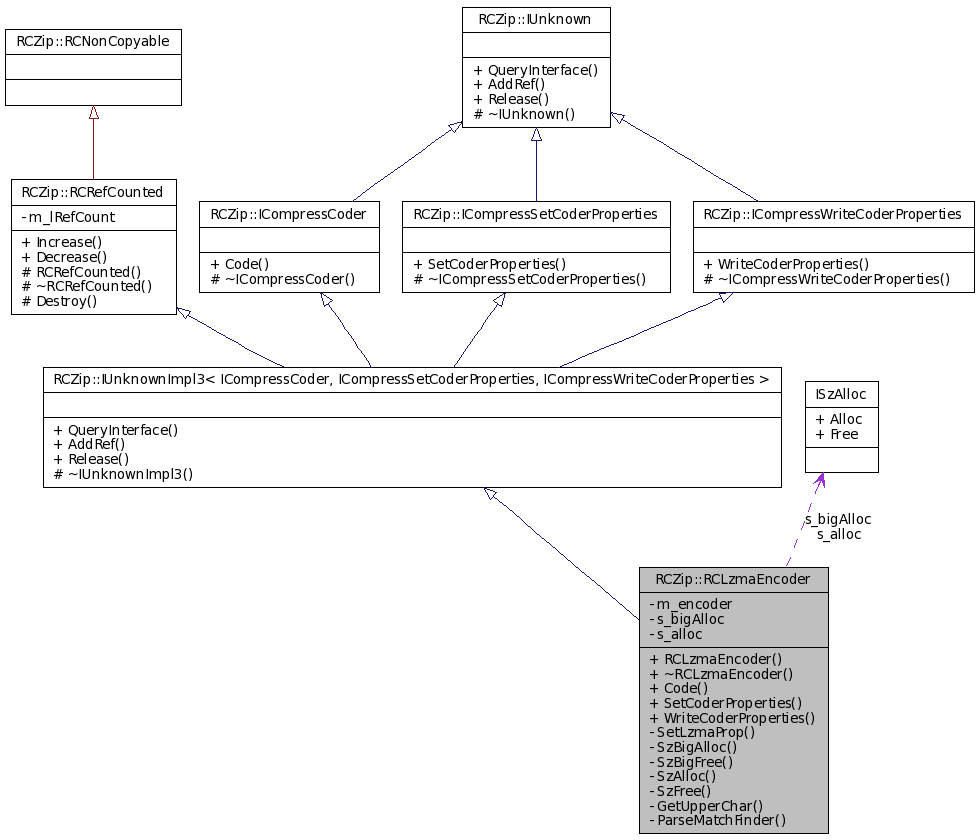 RCZip::RCNonCopyable
RCZip::IUnknown
+ QueryInterface()
+ AddRef()
+ Release()
# ~IUnknown()
RCZip::RCRefCounted
- m_lRefCount
+ Increase()
+ Decrease()
# RCRefCounted()
# ~RCRefCounted()
# Destroy()
RCZip::ICompressCoder
+ Code()
# ~ICompressCoder()
RCZip::ICompressSetCoderProperties
+ SetCoderProperties()
# ~ICompressSetCoderProperties()
RCZip::ICompressWriteCoderProperties
+ WriteCoderProperties()
# ~ICompressWriteCoderProperties()
RCZip::IUnknownImpl3< ICompressCoder, ICompressSetCoderProperties, ICompressWriteCoderProperties >
+ QueryInterface()
+ AddRef()
+ Release()
# ~IUnknownImpl3()
ISzAlloc
+ Alloc
+ Free
s_bigAlloc
s_alloc
RCZip::RCLzmaEncoder
- m_encoder
- s_bigAlloc
- s_alloc
+ RCLzmaEncoder()
+ ~RCLzmaEncoder()
+ Code()
+ SetCoderProperties()
+ WriteCoderProperties()
- SetLzmaProp()
- SzBigAlloc()
- SzBigFree()
- SzAlloc()
- SzFree()
- GetUpperChar()
- ParseMatchFinder()